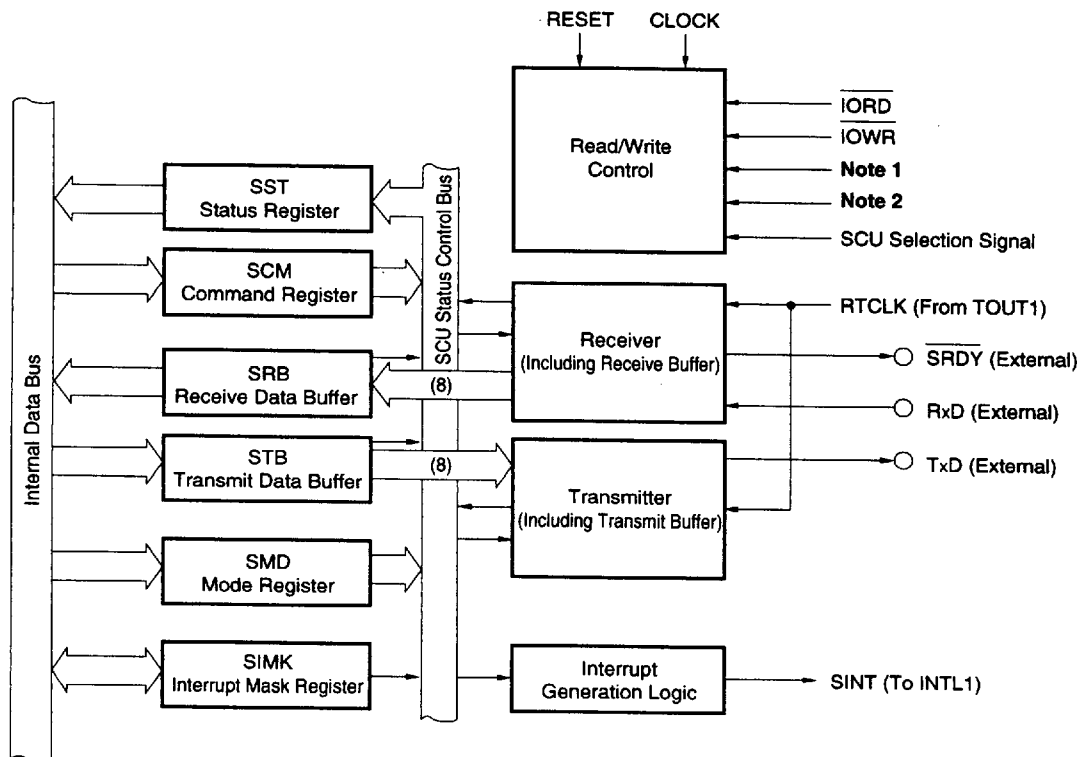 RESET
CLOCK
Read/Write
Control
IORD
IOWR
Note 1
Note 2
SCU Selection Signal
Internal Data Bus
SST
Status Register
SCM
Command Register
SRB
Receive Data Buffer
STB
Transmit Data Buffer
SMD
Mode Register
SIMK
Interrupt Mask Register
SCU Status Control Bus
(8)
(8)
Receiver
(Including Receive Buffer)
RTCLK (From TOUT1)
SRDY (External)
RxD (External)
TxD (External)
Transmitter
(Including Transmit Buffer)
Interrupt
Generation Logic
SINT (To INTL1)